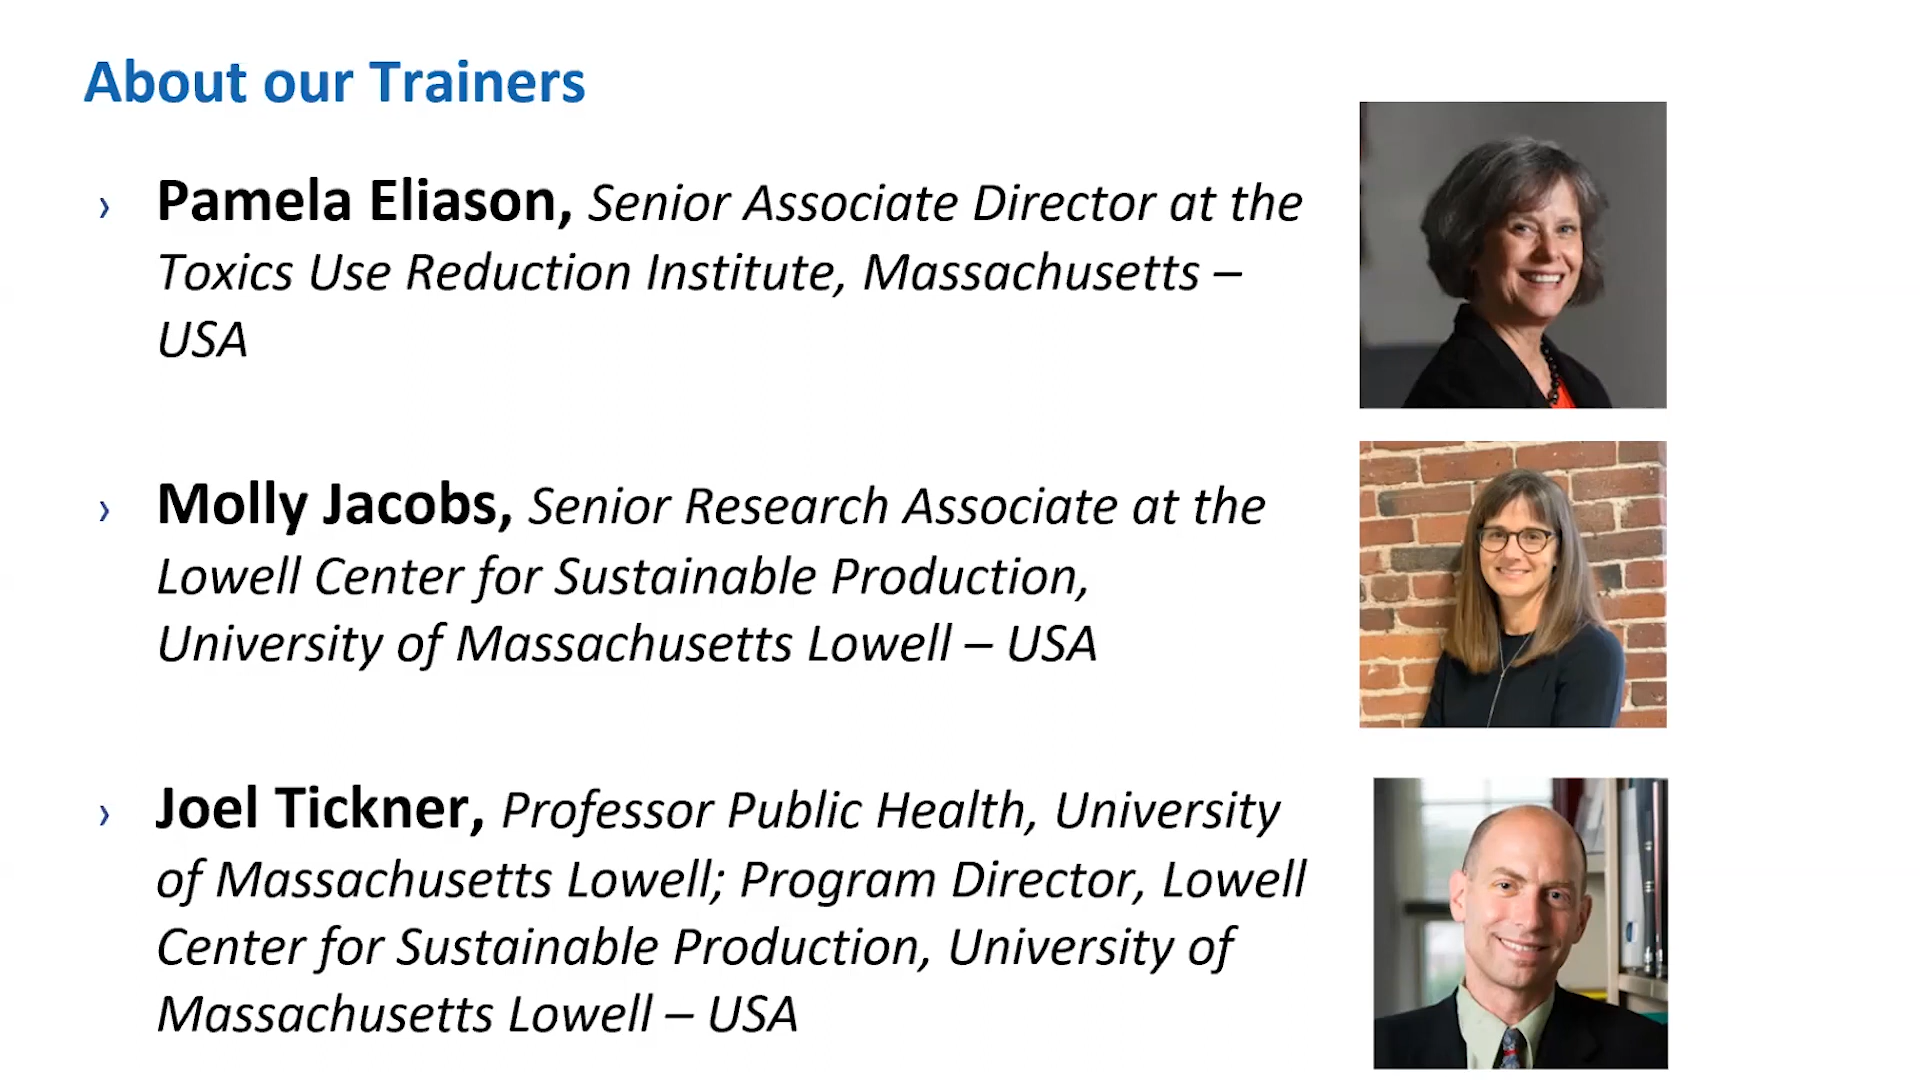 About our Trainers
› Pamela Eliason, Senior Associate Director at the
Toxics Use Reduction Institute, Massachusetts –
USA
› Molly Jacobs, Senior Research Associate at the
Lowell Center for Sustainable Production,
University of Massachusetts Lowell – USA
› Joel Tickner, Professor Public Health, University
of Massachusetts Lowell; Program Director, Lowell
Center for Sustainable Production, University of
Massachusetts Lowell – USA